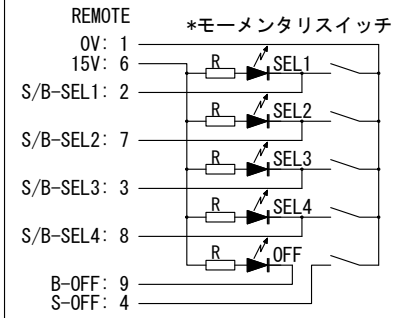 REMOTE
*モーメンタリスイッチ
0V: 1
15V: 6
R SEL1
S/B-SEL1: 2
R SEL2
S/B-SEL2: 7
R SEL3
S/B-SEL3: 3
R SEL4
S/B-SEL4: 8
R OFF
B-OFF: 9
S-OFF: 4